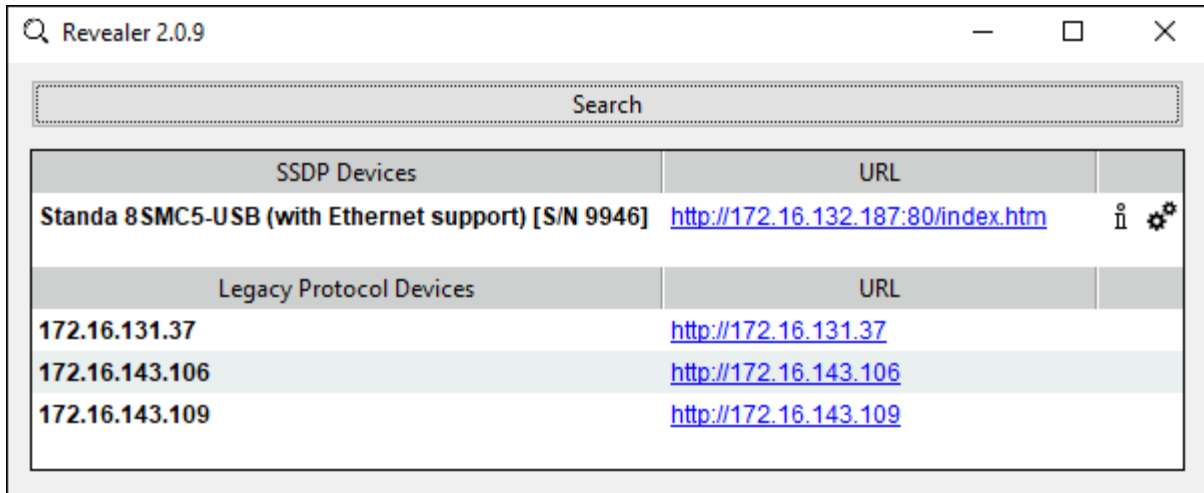 Revealer 2.0.9
Search
SSDP Devices URL
Standa 8SMC5-USB (with Ethernet support) [S/N 9946] http://172.16.132.187:80/index.htm
Legacy Protocol Devices URL
172.16.131.37 http://172.16.131.37
172.16.143.106 http://172.16.143.106
172.16.143.109 http://172.16.143.109